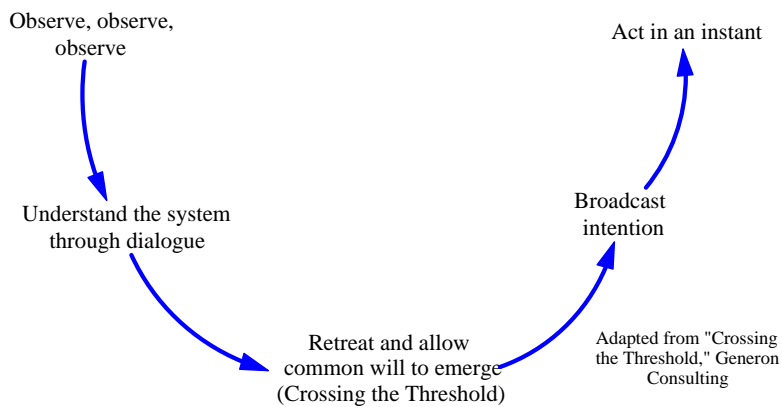 Observe, observe,
observe
Understand the system
through dialogue
Retreat and allow
common will to emerge
(Crossing the Threshold)
Broadcast
intention
Act in an instant
Adapted from "Crossing
the Threshold," Generon
Consulting